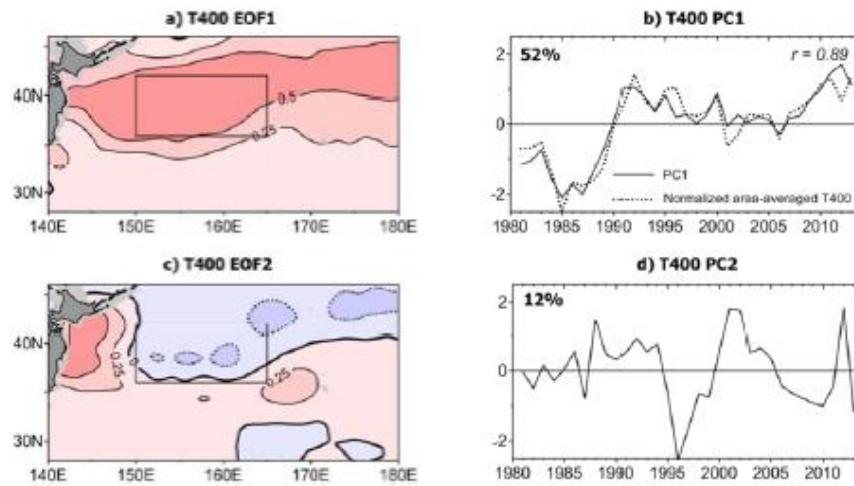 a) T400 EOF1
40N
30N
140E 150E 160E 170E 180E
0.5
0.25
b) T400 PC1
52%
r = 0.89
2
0
-2
PC1
Normalized area-averaged T400
1980 1985 1990 1995 2000 2005 2010
c) T400 EOF2
40N
30N
140E 150E 160E 170E 180E
0.25
0
0.25
d) T400 PC2
12%
2
0
-2
1980 1985 1990 1995 2000 2005 2010